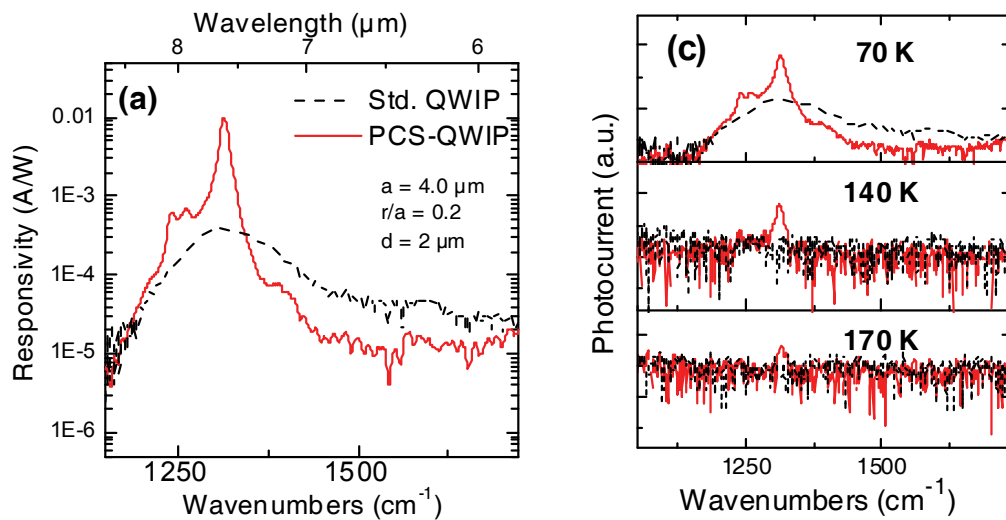 Wavelength (µm)
8 7 6
(a)
Std. QWIP
PCS-QWIP
a = 4.0 µm
r/a = 0.2
d = 2 µm
0.01
1E-3
1E-4
1E-5
1E-6
Responsivity (A/W)
1250 1500
Wavenumbers (cm⁻¹)
(c)
70 K
140 K
170 K
Photocurrent (a.u.)
1250 1500
Wavenumbers (cm⁻¹)